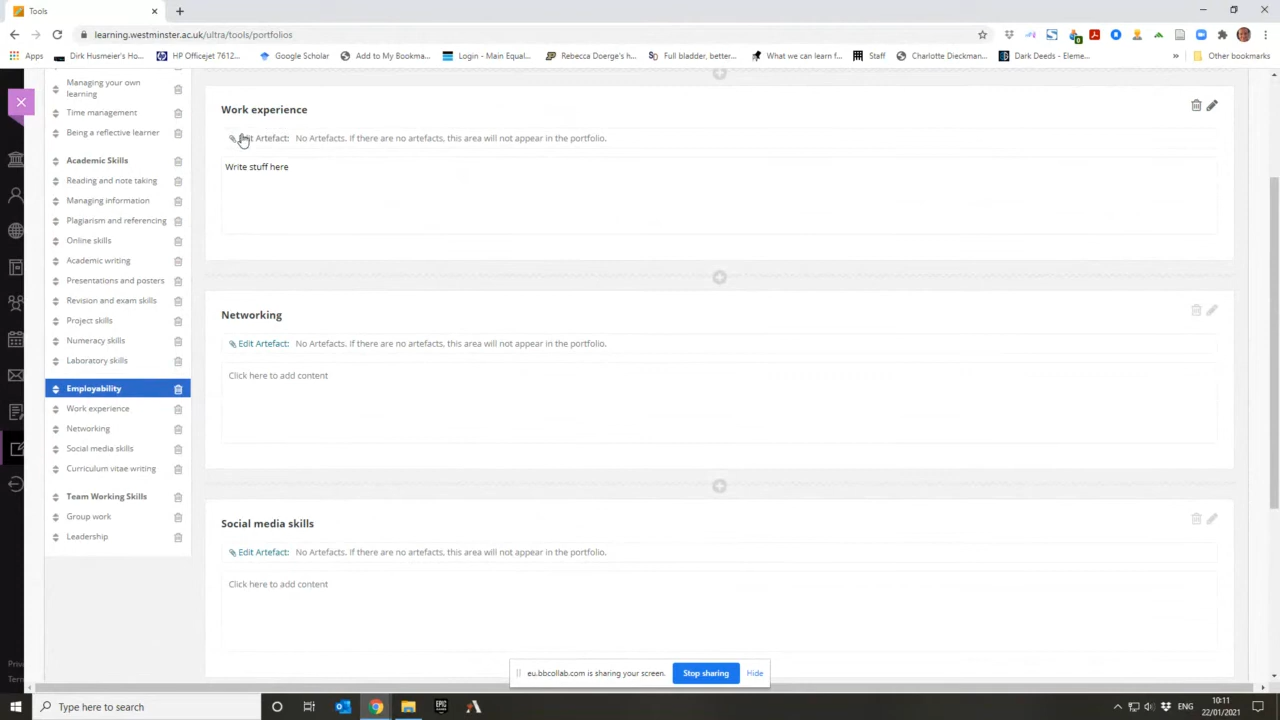 Tools
learning.westminster.ac.uk/ultra/tools/portfolios
Apps
Dirk Husmeier's Ho...
HP Officejet 7612...
Google Scholar
Add to My Bookma...
Login - Main Equal...
Rebecca Doerge's h...
Full bladder, better...
What we can learn f...
Staff
Charlotte Dieckman...
Dark Deeds - Eleme...
»
Other bookmarks
Managing your own
learning
Time management
Being a reflective learner
Academic Skills
Reading and note taking
Managing information
Plagiarism and referencing
Online skills
Academic writing
Presentations and posters
Revision and exam skills
Project skills
Numeracy skills
Laboratory skills
Employability
Work experience
Networking
Social media skills
Curriculum vitae writing
Team Working Skills
Group work
Leadership
Work experience
Artefact: No Artefacts. If there are no artefacts, this area will not appear in the portfolio.
Write stuff here
Networking
Edit Artefact: No Artefacts. If there are no artefacts, this area will not appear in the portfolio.
Click here to add content
Social media skills
Edit Artefact: No Artefacts. If there are no artefacts, this area will not appear in the portfolio.
Click here to add content
Priv
Term
eu.bbcollab.com is sharing your screen.
Stop sharing
Hide
Type here to search
EPIC
ENG
10:11
22/01/2021